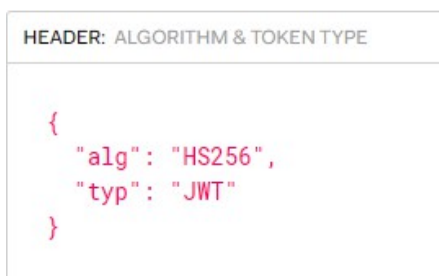 HEADER: ALGORITHM & TOKEN TYPE
{
"alg": "HS256",
"typ": "JWT"
}